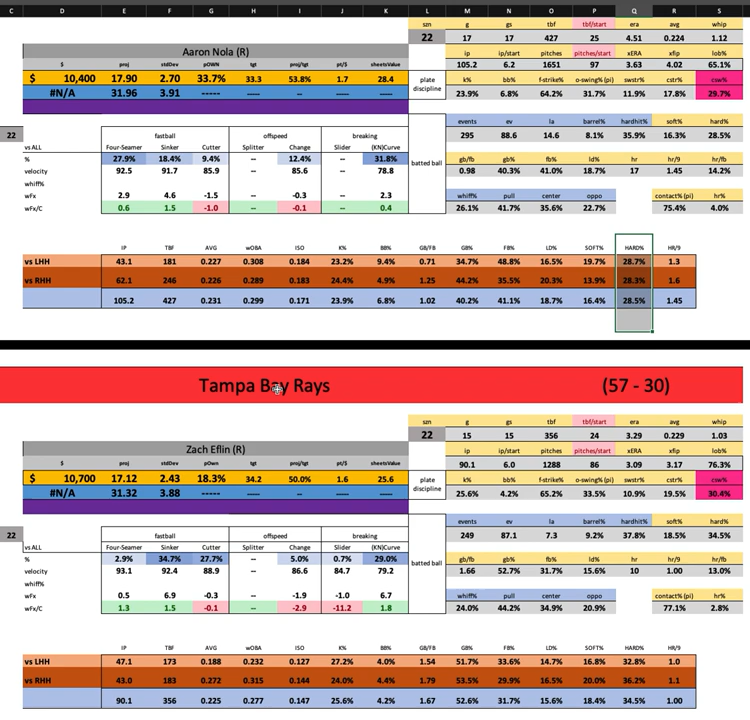 C D E F G H I J K L M N O P Q R S
szn g gs tbf tbf/start era avg whip
22 17 17 427 25 4.51 0.224 1.12
Aaron Nola (R)
ip ip/start pitches pitches/start xERA xfip lob%
105.2 6.2 1651 97 3.63 4.02 65.1%
$ proj stdDev pOWN tgt proj/tgt pt/$ sheetsValue
$ 10,400 17.90 2.70 33.7% 33.3 53.8% 1.7 28.4
#N/A 31.96 3.91 ----- ---- ---- --- ----
plate discipline
k% bb% f-strike% o-swing% (pi) swstr% cstr% csw%
23.9% 6.8% 64.2% 31.7% 11.9% 17.8% 29.7%
22 fastball offspeed breaking
vs ALL Four-Seamer Sinker Cutter Splitter Change Slider (KN)Curve
% 27.9% 18.4% 9.4% -- 12.4% -- 31.8%
velocity 92.5 91.7 85.9 -- 85.6 -- 78.8
whiff%
wFx 2.9 4.6 -1.5 -- -0.3 -- 2.3
wFx/C 0.6 1.5 -1.0 -- -0.1 -- 0.4
batted ball
events ev la barrel% hardhit% soft% hard%
295 88.6 14.6 8.1% 35.9% 16.3% 28.5%
gb/fb gb% fb% ld% hr hr/9 hr/fb
0.98 40.3% 41.0% 18.7% 17 1.45 14.2%
whiff% pull center oppo contact% (pi) hr%
26.1% 41.7% 35.6% 22.7% 75.4% 4.0%
IP TBF AVG wOBA ISO K% BB% GB/FB GB% FB% LD% SOFT% HARD% HR/9
vs LHH 43.1 181 0.227 0.308 0.184 23.2% 9.4% 0.71 34.7% 48.8% 16.5% 19.7% 28.7% 1.3
vs RHH 62.1 246 0.226 0.289 0.183 24.4% 4.9% 1.25 44.2% 35.5% 20.3% 13.9% 28.3% 1.6
105.2 427 0.231 0.299 0.171 23.9% 6.8% 1.02 40.2% 41.1% 18.7% 16.4% 28.5% 1.45
Tampa Bay Rays (57 - 30)
szn g gs tbf tbf/start era avg whip
22 15 15 356 24 3.29 0.229 1.03
Zach Eflin (R)
ip ip/start pitches pitches/start xERA xfip lob%
90.1 6.0 1288 86 3.09 3.17 76.3%
$ proj stdDev pOwn tgt proj/tgt pt/$ sheetsValue
$ 10,700 17.12 2.43 18.3% 34.2 50.0% 1.6 25.6
#N/A 31.32 3.88 ----- ---- -- --- ----
plate discipline
k% bb% f-strike% o-swing% (pi) swstr% cstr% csw%
25.6% 4.2% 65.2% 33.5% 10.9% 19.5% 30.4%
22 fastball offspeed breaking
vs ALL Four-Seamer Sinker Cutter Splitter Change Slider (KN)Curve
% 2.9% 34.7% 27.7% -- 5.0% 0.7% 29.0%
velocity 93.1 92.4 88.9 -- 86.6 84.7 79.2
whiff%
wFx 0.5 6.9 -0.3 -- -1.9 -1.0 6.7
wFx/C 1.3 1.5 -0.1 -- -2.9 -11.2 1.8
batted ball
events ev la barrel% hardhit% soft% hard%
249 87.1 7.3 9.2% 37.8% 18.5% 34.5%
gb/fb gb% fb% ld% hr hr/9 hr/fb
1.66 52.7% 31.7% 15.6% 10 1.00 13.0%
whiff% pull center oppo contact% (pi) hr%
24.0% 44.2% 34.9% 20.9% 77.1% 2.8%
IP TBF AVG wOBA ISO K% BB% GB/FB GB% FB% LD% SOFT% HARD% HR/9
vs LHH 47.1 173 0.188 0.232 0.127 27.2% 4.0% 1.54 51.7% 33.6% 14.7% 16.8% 32.8% 1.0
vs RHH 43.0 183 0.272 0.315 0.144 24.0% 4.4% 1.79 53.5% 29.9% 16.5% 20.0% 36.2% 1.1
90.1 356 0.225 0.277 0.147 25.6% 4.2% 1.67 52.6% 31.7% 15.6% 18.4% 34.5% 1.00